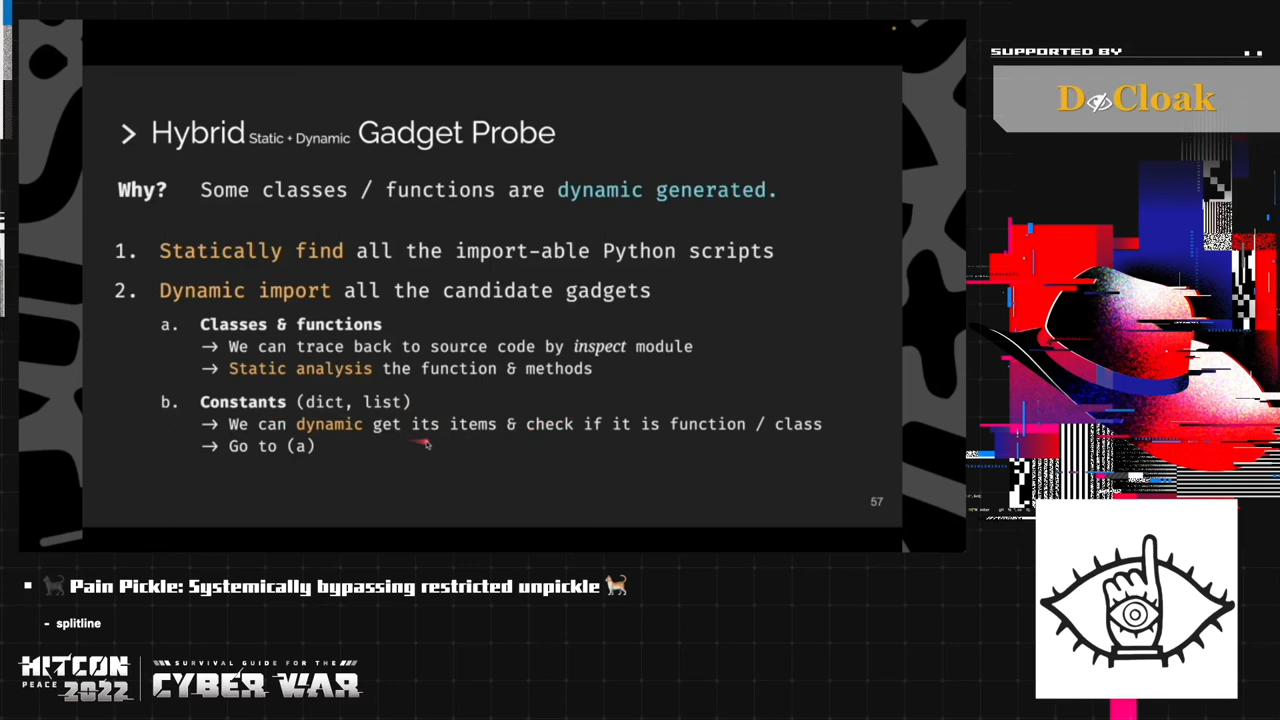 SUPPORTED BY
DoCloak
> Hybrid Static + Dynamic Gadget Probe
Why? Some classes / functions are dynamic generated.
1. Statically find all the import-able Python scripts
2. Dynamic import all the candidate gadgets
a. Classes & functions
→ We can trace back to source code by inspect module
→ Static analysis the function & methods
b. Constants (dict, list)
→ We can dynamic get its items & check if it is function / class
→ Go to (a)
57
🐈‍⬛ Pain Pickle: Systemically bypassing restricted unpickle 🐈
- splitline
HITCON
PEACE 2022
SURVIVAL GUIDE FOR THE
CYBER WAR